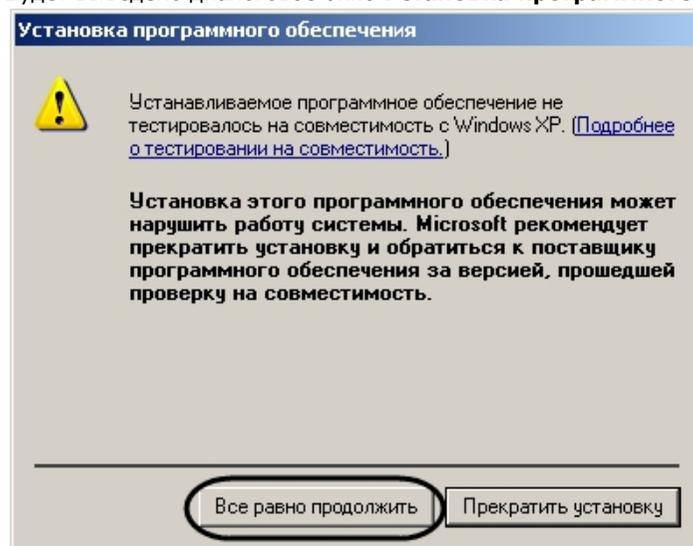 Установка программного обеспечения
Устанавливаемое программное обеспечение не
тестировалось на совместимость с Windows XP. (Подробнее
о тестировании на совместимость.)
Установка этого программного обеспечения может
нарушить работу системы. Microsoft рекомендует
прекратить установку и обратиться к поставщику
программного обеспечения за версией, прошедшей
проверку на совместимость.
Все равно продолжить
Прекратить установку